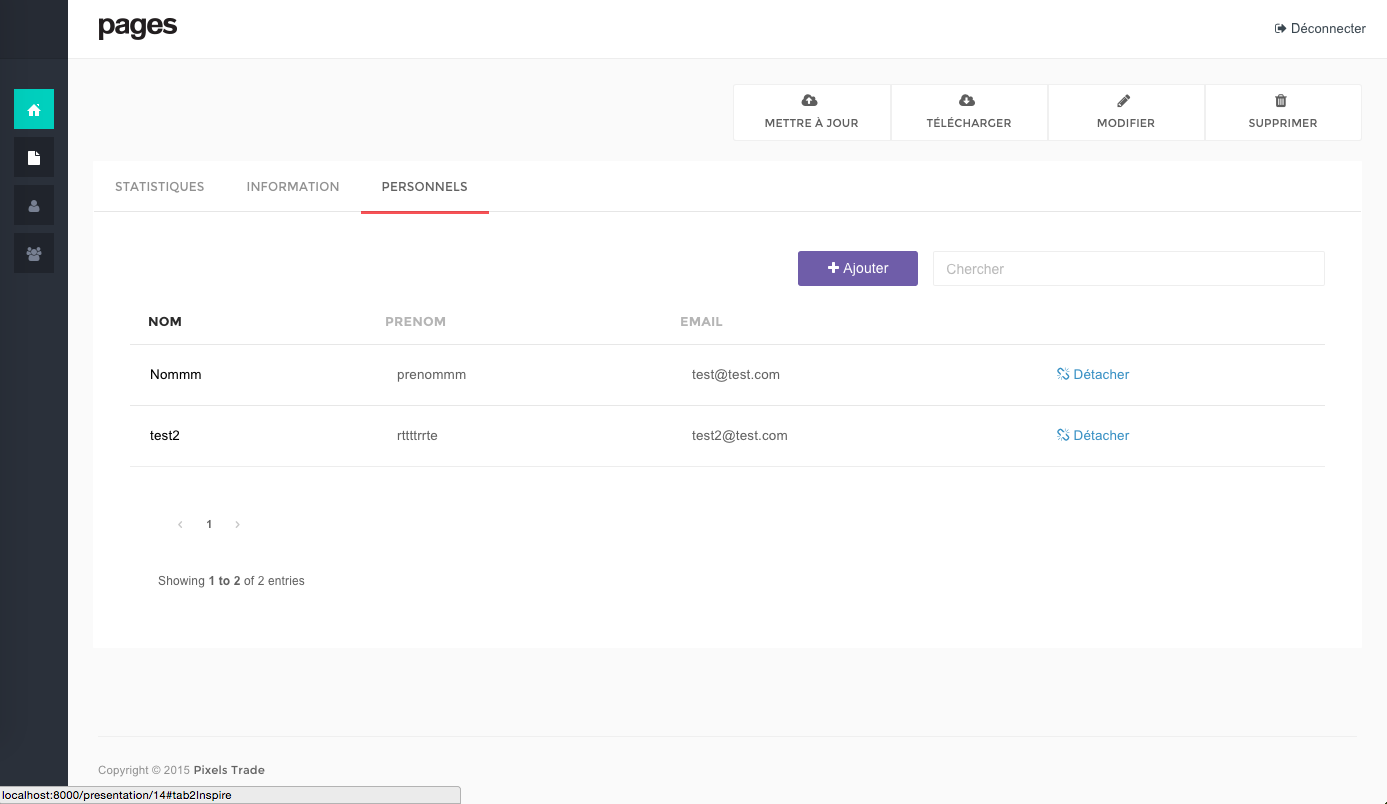 pages
Déconnecter
METTRE À JOUR TÉLÉCHARGER MODIFIER SUPPRIMER
STATISTIQUES INFORMATION PERSONNELS
Ajouter Chercher
NOM PRENOM EMAIL
Nommm prenommm test@test.com Détacher
test2 rttttrrte test2@test.com Détacher
‹ 1 ›
Showing 1 to 2 of 2 entries
Copyright © 2015 Pixels Trade
localhost:8000/presentation/14#tab2Inspire